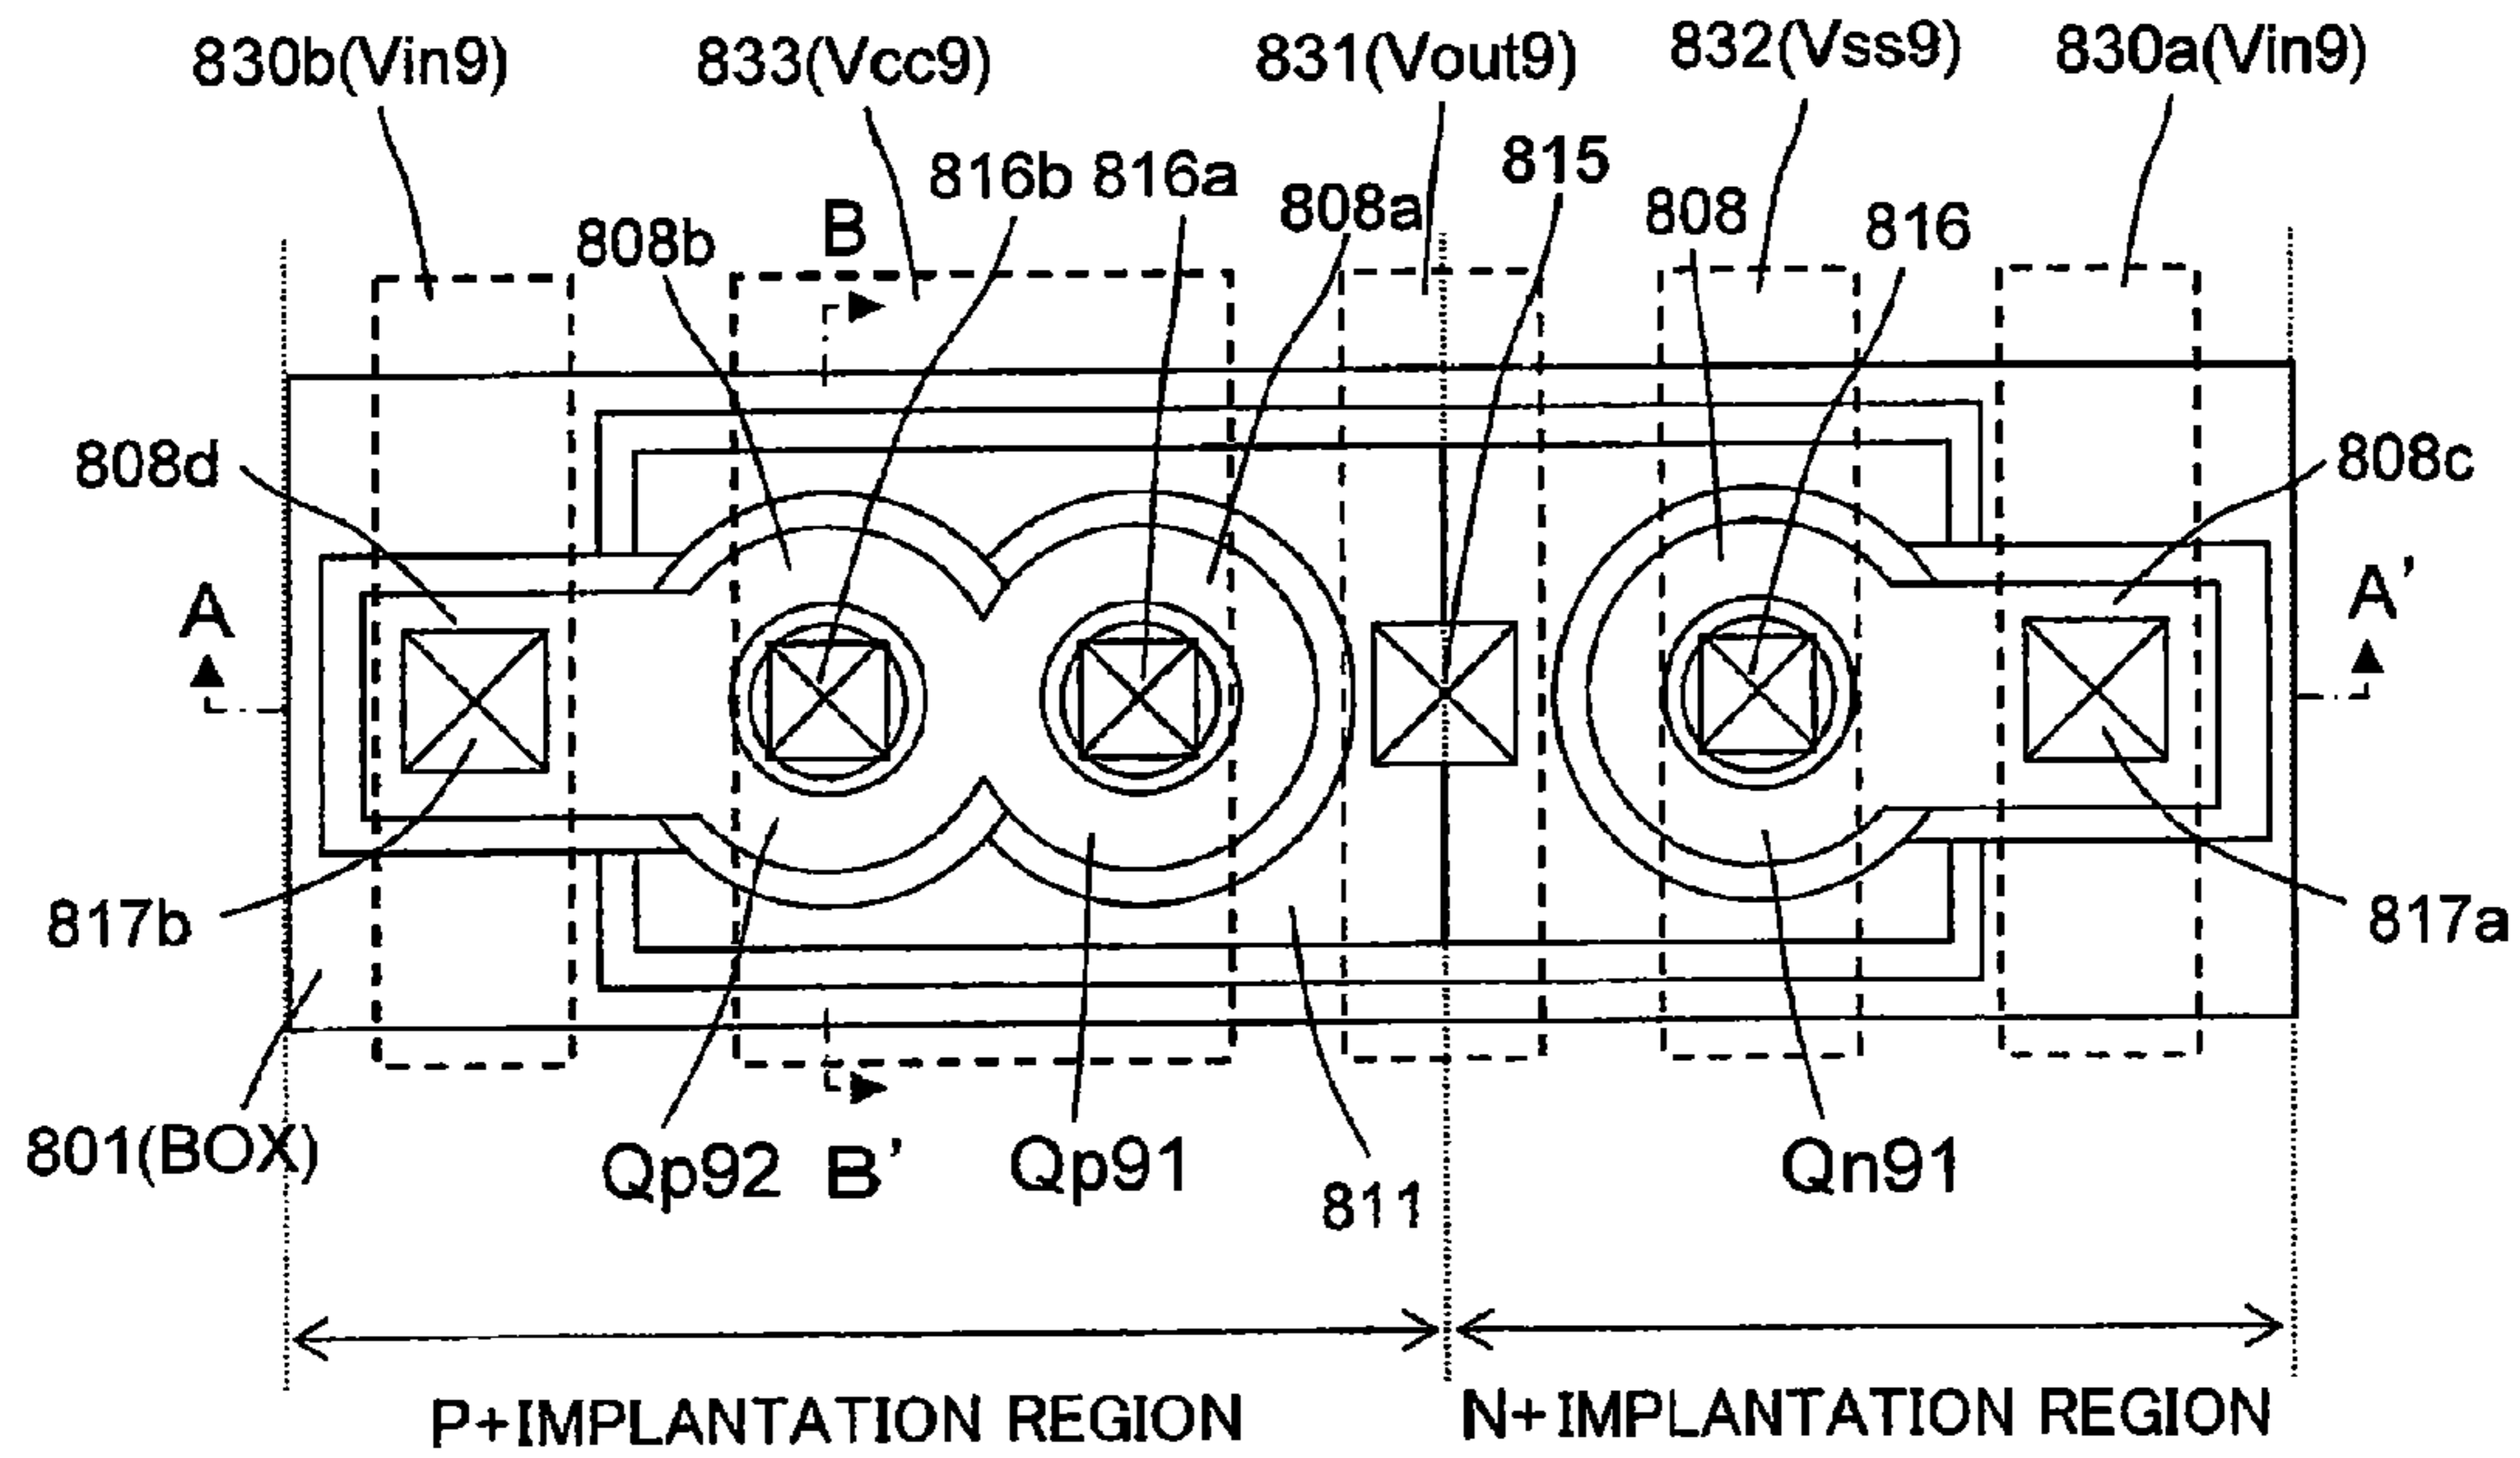 830b(Vin9) 833(Vcc9) 831(Vout9) 832(Vss9) 830a(Vin9)
816b 816a 815
808b B 808a 808 816
808d 808c
A A'
817b 817a
801(BOX) Qp92 B' Qp91 811 Qn91
P+IMPLANTATION REGION N+IMPLANTATION REGION